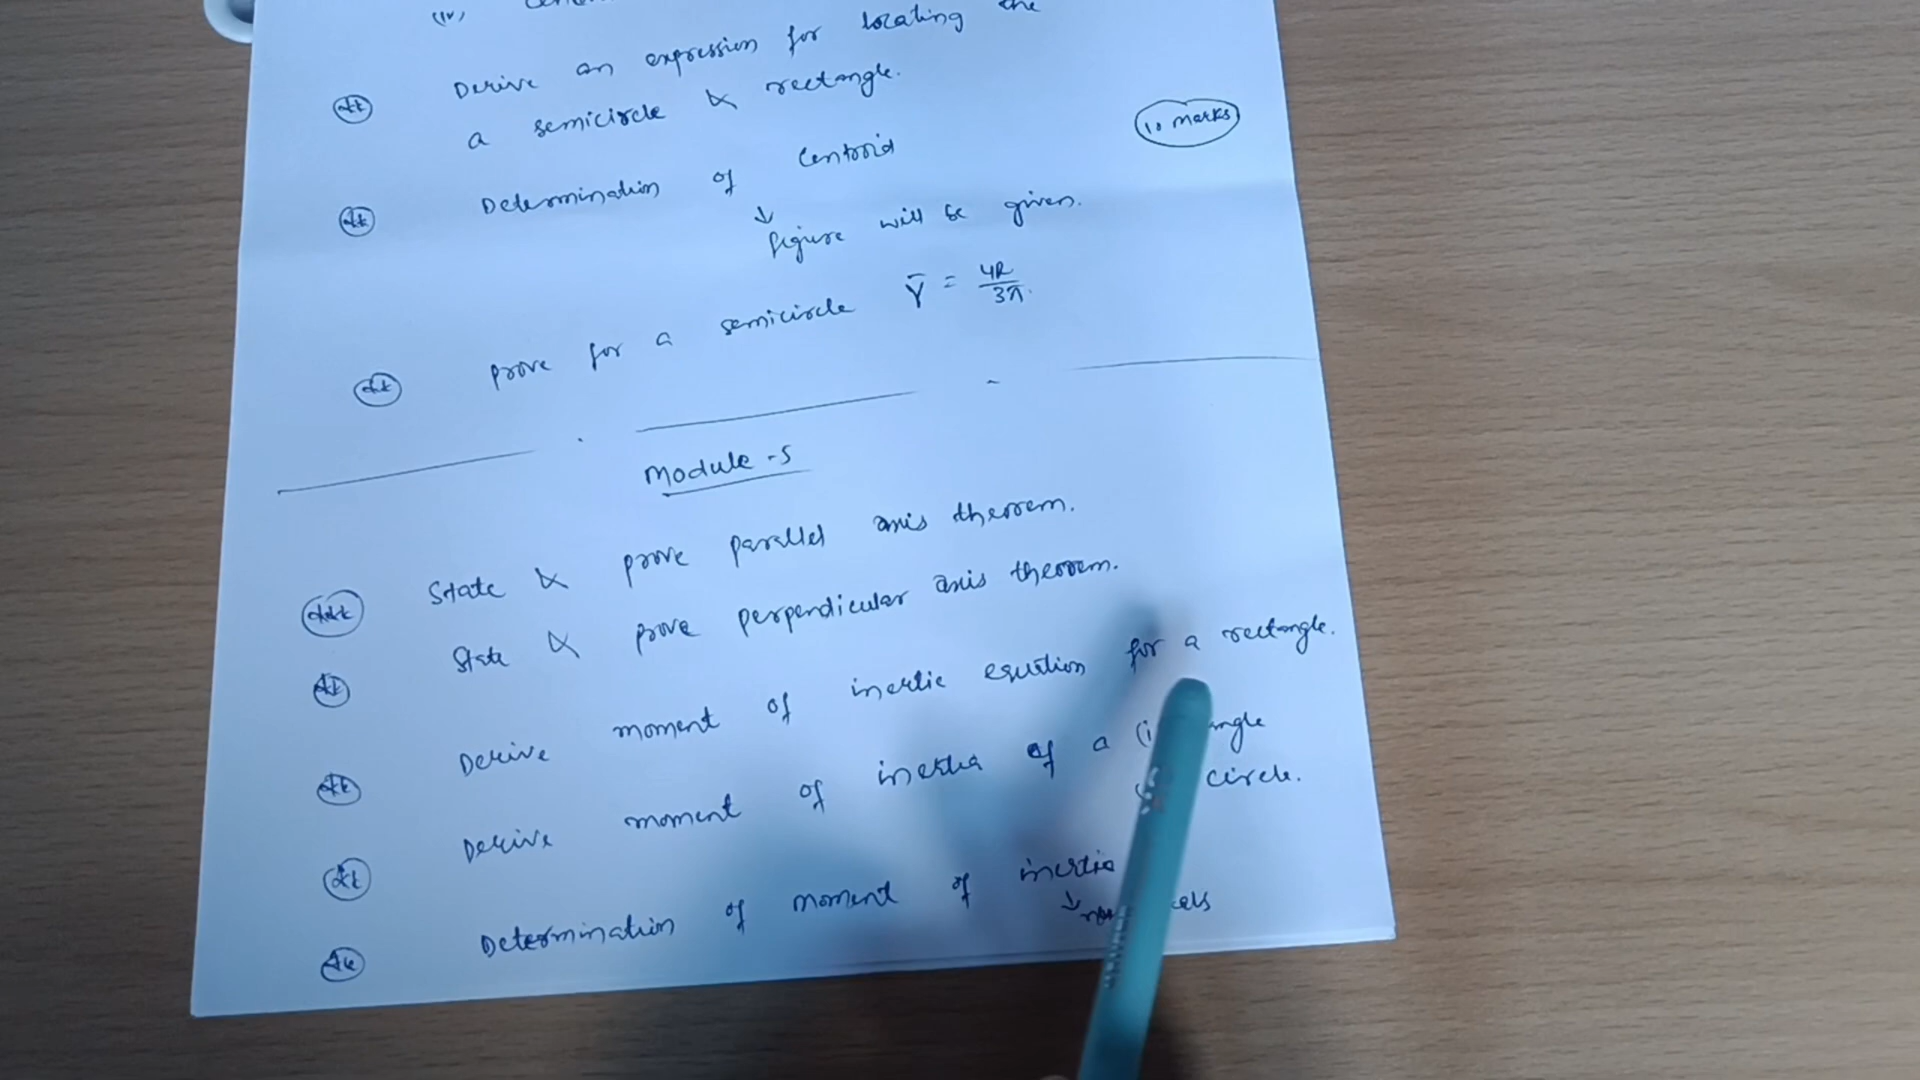 (iv)
Derive an expression for locating the
a semicircle & rectangle.
Determination of Centroid
10 marks
↓
figure will be given.
prove for a semicircle Ȳ = 4R/3π.
Module -5
State & prove parallel axis theorem.
State & prove perpendicular axis theorem.
Derive moment of inertia equation for a rectangle.
Derive moment of inertia of a (i
circle.
Determination of moment of inertia
↓